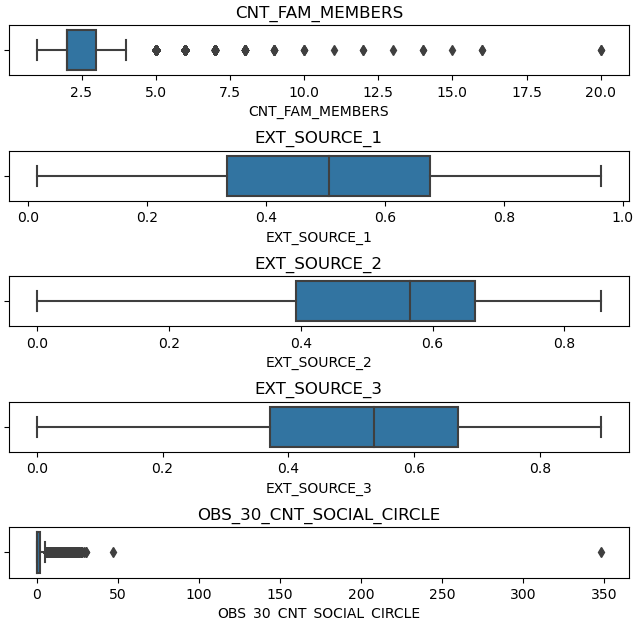 CNT_FAM_MEMBERS
2.5 5.0 7.5 10.0 12.5 15.0 17.5 20.0
CNT_FAM_MEMBERS
EXT_SOURCE_1
0.0 0.2 0.4 0.6 0.8 1.0
EXT_SOURCE_1
EXT_SOURCE_2
0.0 0.2 0.4 0.6 0.8
EXT_SOURCE_2
EXT_SOURCE_3
0.0 0.2 0.4 0.6 0.8
EXT_SOURCE_3
OBS_30_CNT_SOCIAL_CIRCLE
0 50 100 150 200 250 300 350
OBS_30_CNT_SOCIAL_CIRCLE